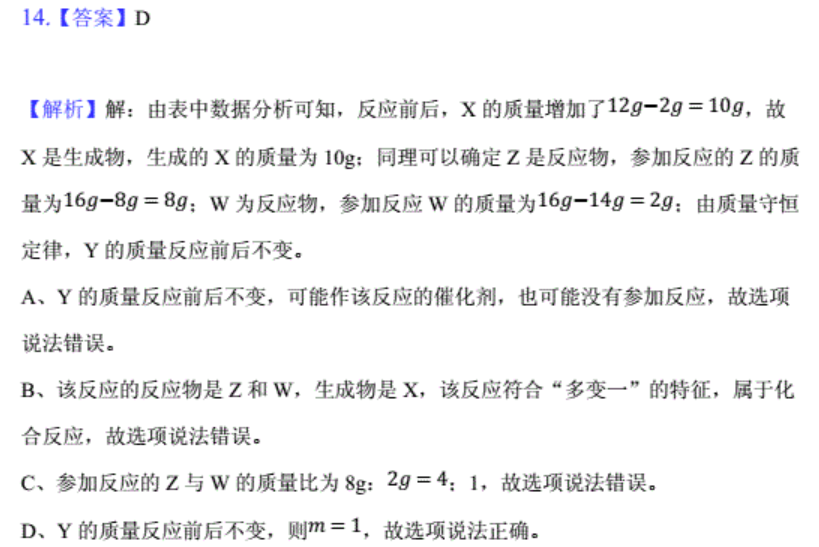 14.【答案】D
【解析】解：由表中数据分析可知，反应前后，X 的质量增加了12g−2g = 10g，故
X 是生成物，生成的 X 的质量为 10g；同理可以确定 Z 是反应物，参加反应的 Z 的质
量为16g−8g = 8g；W 为反应物，参加反应 W 的质量为16g−14g = 2g；由质量守恒
定律，Y 的质量反应前后不变。
A、Y 的质量反应前后不变，可能作该反应的催化剂，也可能没有参加反应，故选项
说法错误。
B、该反应的反应物是 Z 和 W，生成物是 X，该反应符合“多变一”的特征，属于化
合反应，故选项说法错误。
C、参加反应的 Z 与 W 的质量比为 8g：2g = 4；1，故选项说法错误。
D、Y 的质量反应前后不变，则m = 1，故选项说法正确。